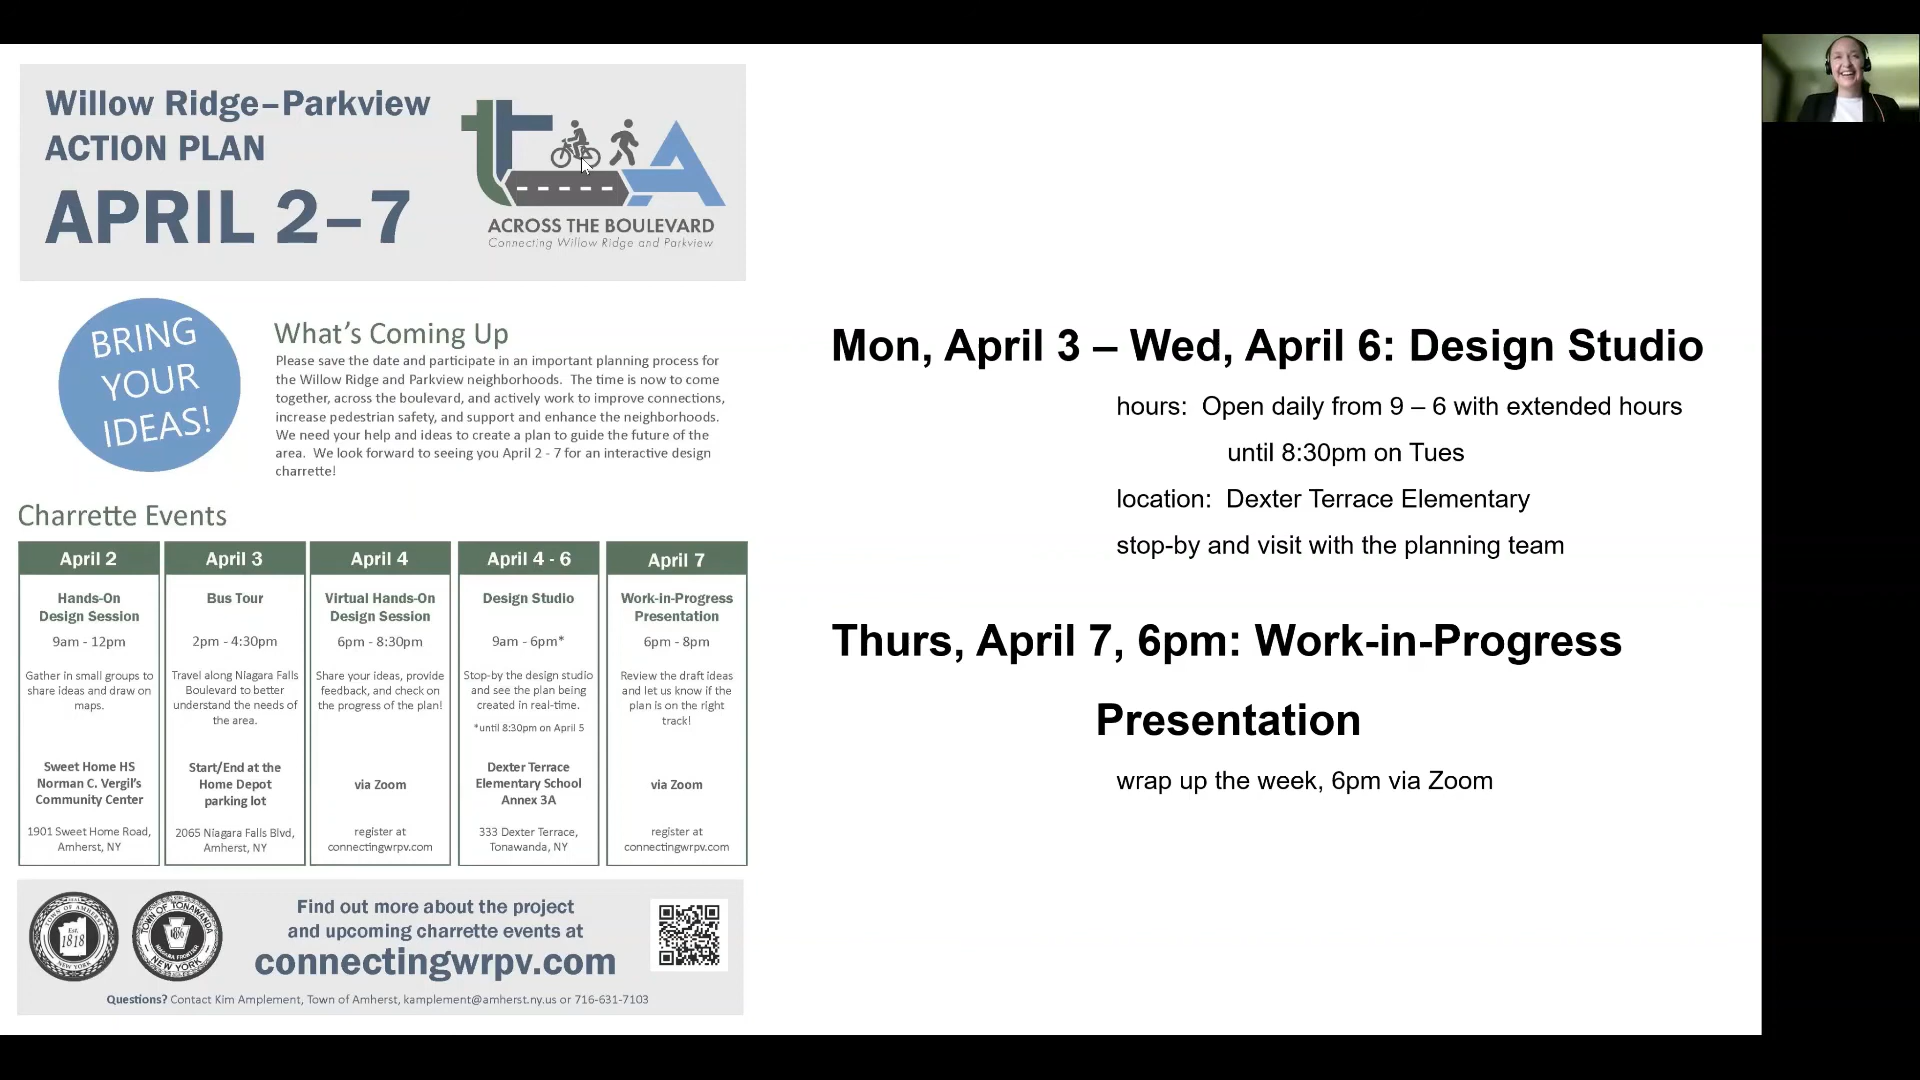 Willow Ridge–Parkview
ACTION PLAN
APRIL 2–7
ACROSS THE BOULEVARD
Connecting Willow Ridge and Parkview
BRING
YOUR
IDEAS!
What's Coming Up
Please save the date and participate in an important planning process for
the Willow Ridge and Parkview neighborhoods.  The time is now to come
together, across the boulevard, and actively work to improve connections,
increase pedestrian safety, and support and enhance the neighborhoods.
We need your help and ideas to create a plan to guide the future of the
area.  We look forward to seeing you April 2 - 7 for an interactive design
charrette!
Charrette Events
April 2
Hands-On
Design Session
9am - 12pm
Gather in small groups to
share ideas and draw on
maps.
Sweet Home HS
Norman C. Vergil's
Community Center
1901 Sweet Home Road,
Amherst, NY
April 3
Bus Tour
2pm - 4:30pm
Travel along Niagara Falls
Boulevard to better
understand the needs of
the area.
Start/End at the
Home Depot
parking lot
2065 Niagara Falls Blvd,
Amherst, NY
April 4
Virtual Hands-On
Design Session
6pm - 8:30pm
Share your ideas, provide
feedback, and check on
the progress of the plan!
via Zoom
register at
connectingwrpv.com
April 4 - 6
Design Studio
9am - 6pm*
Stop-by the design studio
and see the plan being
created in real-time.
*until 8:30pm on April 5
Dexter Terrace
Elementary School
Annex 3A
333 Dexter Terrace,
Tonawanda, NY
April 7
Work-in-Progress
Presentation
6pm - 8pm
Review the draft ideas
and let us know if the
plan is on the right
track!
via Zoom
register at
connectingwrpv.com
TOWN OF AMHERST
Est.
1818
NEW YORK
TOWN OF TONAWANDA
1836
NIAGARA FRONTIER
NEW YORK
Find out more about the project
and upcoming charrette events at
connectingwrpv.com
Questions? Contact Kim Amplement, Town of Amherst, kamplement@amherst.ny.us or 716-631-7103
Mon, April 3 – Wed, April 6: Design Studio
hours:  Open daily from 9 – 6 with extended hours
until 8:30pm on Tues
location:  Dexter Terrace Elementary
stop-by and visit with the planning team
Thurs, April 7, 6pm: Work-in-Progress
Presentation
wrap up the week, 6pm via Zoom